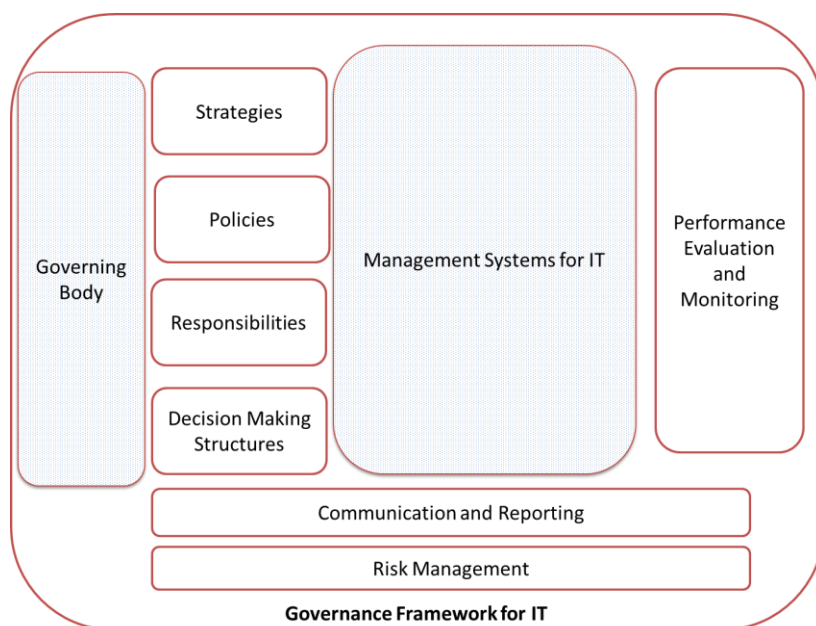 Strategies
Policies
Governing
Body
Responsibilities
Decision Making
Structures
Management Systems for IT
Performance
Evaluation
and
Monitoring
Communication and Reporting
Risk Management
Governance Framework for IT